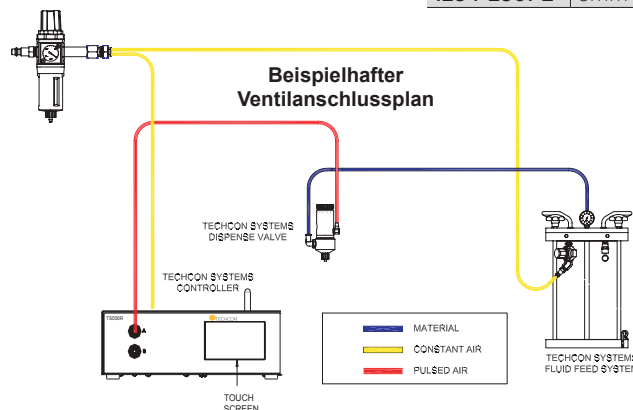 Beispielhafter
Ventilanschlussplan
TECHCON SYSTEMS
DISPENSE VALVE
TECHCON SYSTEMS
CONTROLLER
TS580R
TECHCON
A
B
TOUCH
SCREEN
MATERIAL
CONSTANT AIR
PULSED AIR
TECHCON SYSTEMS
FLUID FEED SYSTEM